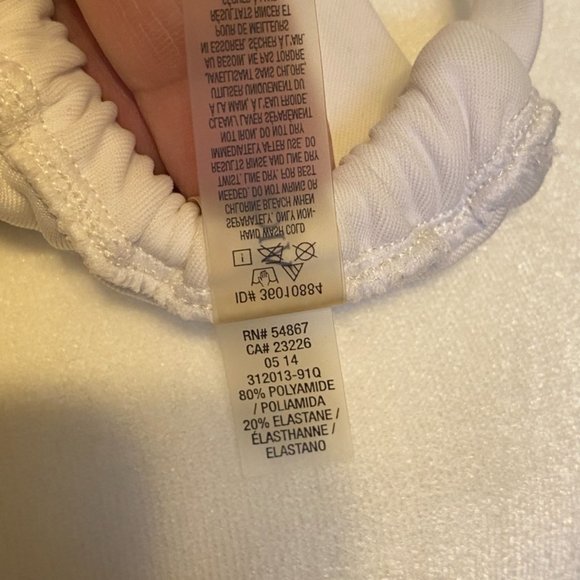 ID# 36010884
HAND WASH COLD
SEPARATELY. ONLY NON-
CHLORINE BLEACH WHEN
NEEDED. DO NOT WRING OR
TWIST. LINE DRY. FOR BEST
RESULTS RINSE AND LINE DRY
IMMEDIATELY AFTER USE. DO
NOT IRON. DO NOT DRY
CLEAN./ LAVER SÉPARÉMENT
À LA MAIN, À L'EAU FROIDE
UTILISER UNIQUEMENT DU
JAVELLISANT SANS CHLORE,
AU BESOIN. NE PAS TORDRE
NI ESSORER. SÉCHER À L'AIR.
POUR DE MEILLEURS
RÉSULTATS RINCER ET
RN# 54867
CA# 23226
05 14
312013-91Q
80% POLYAMIDE
/ POLIAMIDA
20% ELASTANE /
ÉLASTHANNE /
ELASTANO